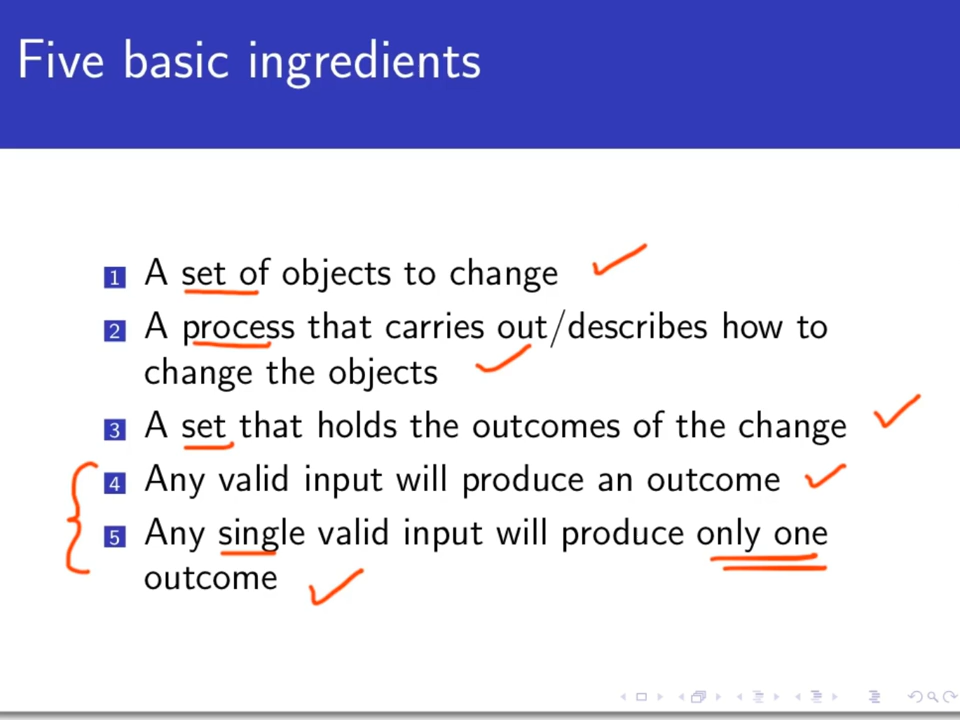 Five basic ingredients
1 A set of objects to change
2 A process that carries out/describes how to
change the objects
3 A set that holds the outcomes of the change
4 Any valid input will produce an outcome
5 Any single valid input will produce only one
outcome